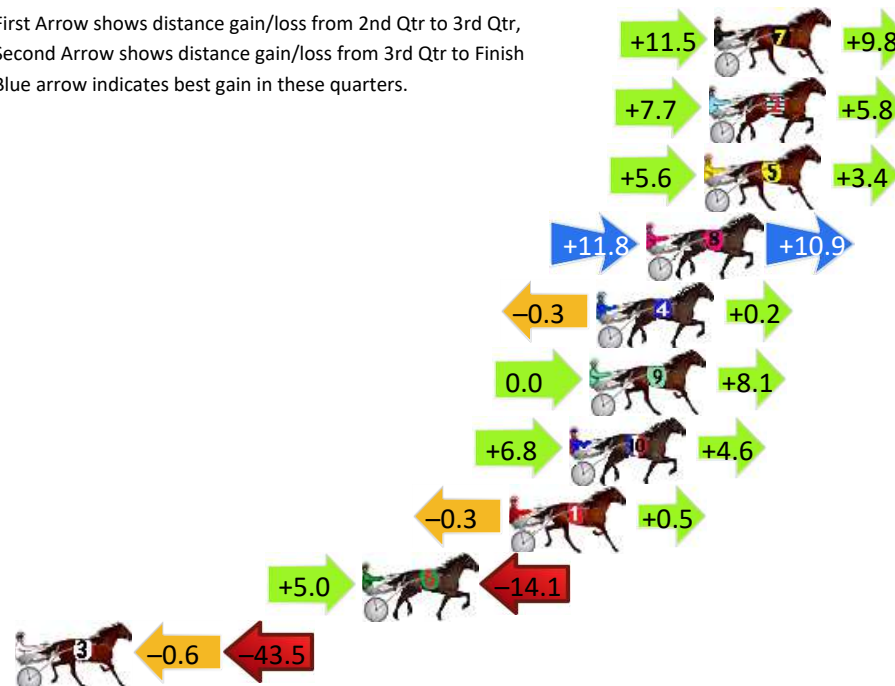 First Arrow shows distance gain/loss from 2nd Qtr to 3rd Qtr,
Second Arrow shows distance gain/loss from 3rd Qtr to Finish
Blue arrow indicates best gain in these quarters.
+11.5 7 +9.8
+7.7 2 +5.8
+5.6 5 +3.4
+11.8 8 +10.9
–0.3 4 +0.2
0.0 9 +8.1
+6.8 10 +4.6
–0.3 1 +0.5
+5.0 6 –14.1
3 –0.6 –43.5